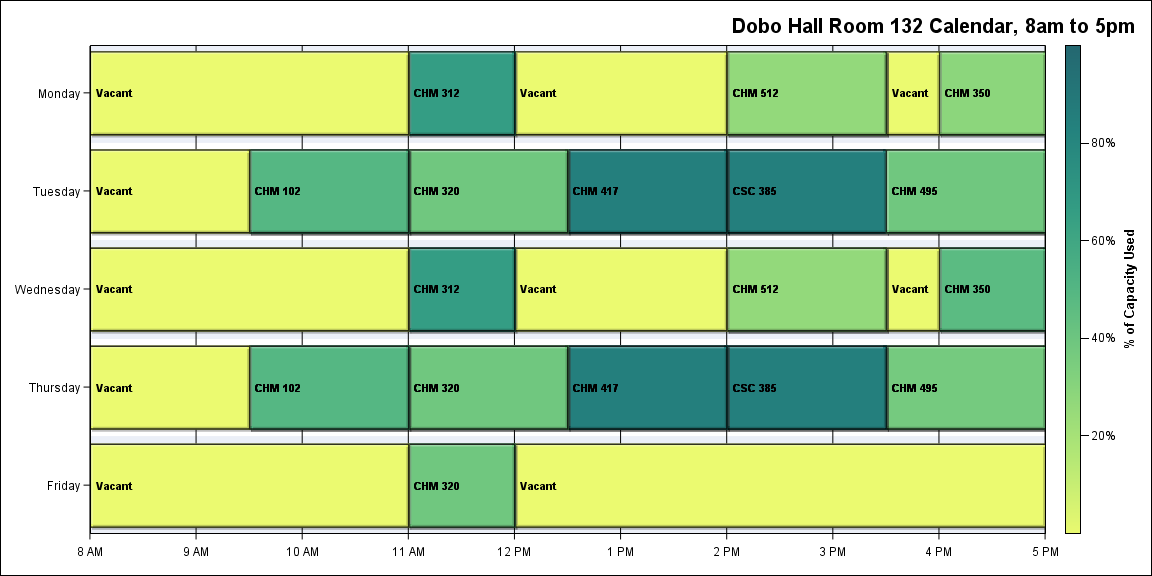 Dobo Hall Room 132 Calendar, 8am to 5pm
Monday
Vacant
CHM 312
Vacant
CHM 512
Vacant
CHM 350
Tuesday
Vacant
CHM 102
CHM 320
CHM 417
CSC 385
CHM 495
Wednesday
Vacant
CHM 312
Vacant
CHM 512
Vacant
CHM 350
Thursday
Vacant
CHM 102
CHM 320
CHM 417
CSC 385
CHM 495
Friday
Vacant
CHM 320
Vacant
8 AM
9 AM
10 AM
11 AM
12 PM
1 PM
2 PM
3 PM
4 PM
5 PM
80%
60%
40%
20%
% of Capacity Used